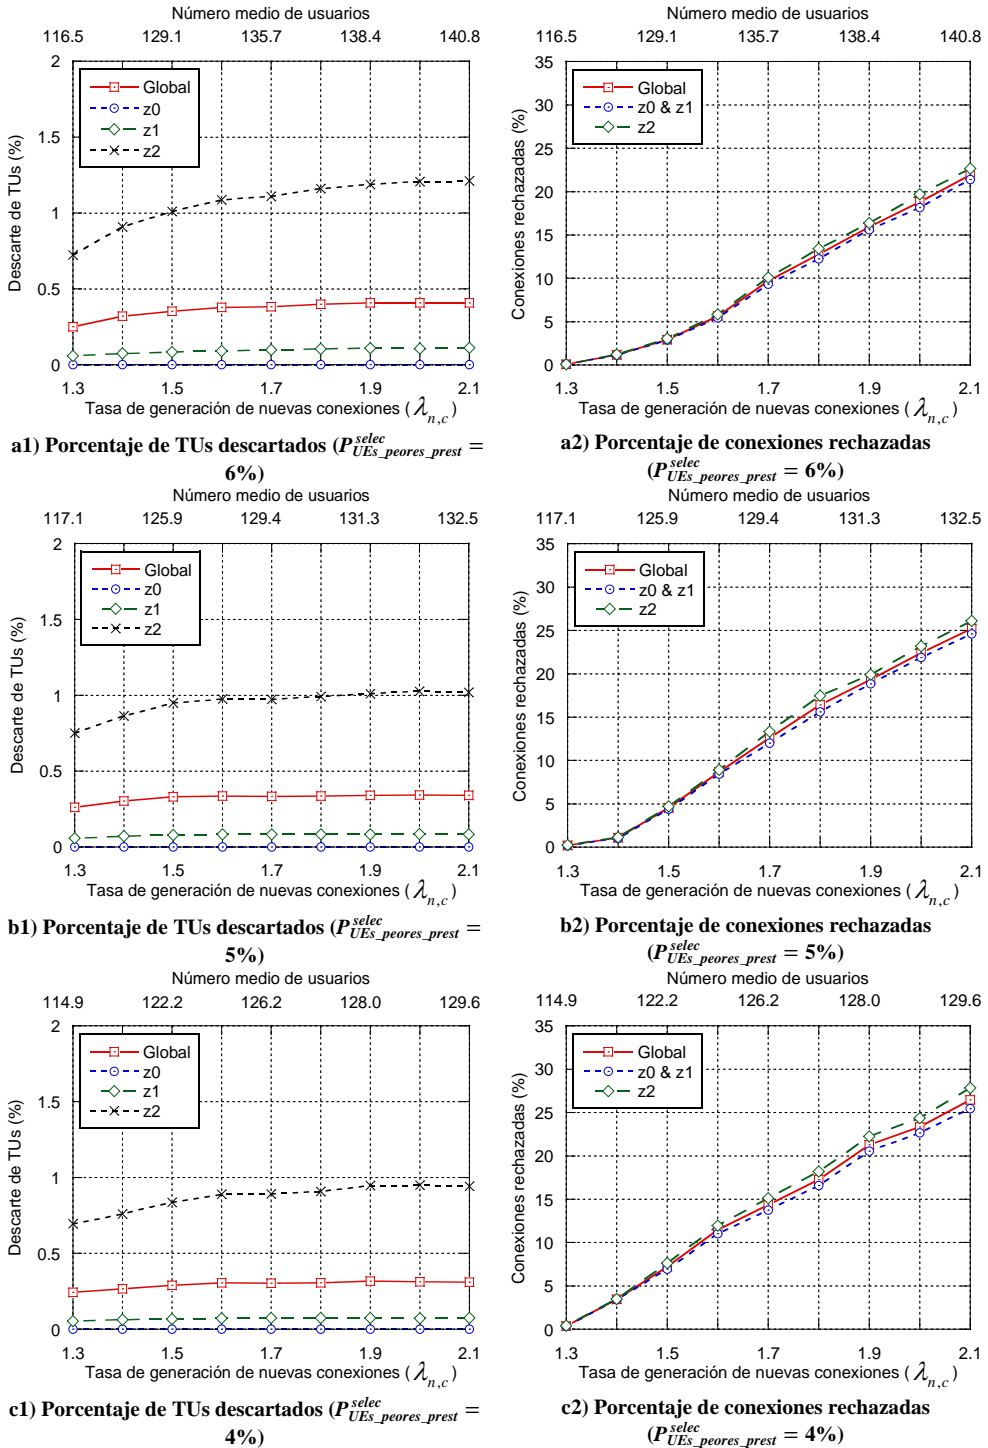 Número medio de usuarios
116.5 129.1 135.7 138.4 140.8
2
1.5
1
0.5
0
Descarte de TUs (%)
Global
z0
z1
z2
1.3 1.5 1.7 1.9 2.1
Tasa de generación de nuevas conexiones (λn,c)
a1) Porcentaje de TUs descartados (P^selec_UEs_peores_prest =
6%)
Número medio de usuarios
116.5 129.1 135.7 138.4 140.8
35
30
25
20
15
10
5
0
Conexiones rechazadas (%)
Global
z0 & z1
z2
1.3 1.5 1.7 1.9 2.1
Tasa de generación de nuevas conexiones (λn,c)
a2) Porcentaje de conexiones rechazadas
(P^selec_UEs_peores_prest = 6%)
Número medio de usuarios
117.1 125.9 129.4 131.3 132.5
2
1.5
1
0.5
0
Descarte de TUs (%)
Global
z0
z1
z2
1.3 1.5 1.7 1.9 2.1
Tasa de generación de nuevas conexiones (λn,c)
b1) Porcentaje de TUs descartados (P^selec_UEs_peores_prest =
5%)
Número medio de usuarios
117.1 125.9 129.4 131.3 132.5
35
30
25
20
15
10
5
0
Conexiones rechazadas (%)
Global
z0 & z1
z2
1.3 1.5 1.7 1.9 2.1
Tasa de generación de nuevas conexiones (λn,c)
b2) Porcentaje de conexiones rechazadas
(P^selec_UEs_peores_prest = 5%)
Número medio de usuarios
114.9 122.2 126.2 128.0 129.6
2
1.5
1
0.5
0
Descarte de TUs (%)
Global
z0
z1
z2
1.3 1.5 1.7 1.9 2.1
Tasa de generación de nuevas conexiones (λn,c)
c1) Porcentaje de TUs descartados (P^selec_UEs_peores_prest =
4%)
Número medio de usuarios
114.9 122.2 126.2 128.0 129.6
35
30
25
20
15
10
5
0
Conexiones rechazadas (%)
Global
z0 & z1
z2
1.3 1.5 1.7 1.9 2.1
Tasa de generación de nuevas conexiones (λn,c)
c2) Porcentaje de conexiones rechazadas
(P^selec_UEs_peores_prest = 4%)